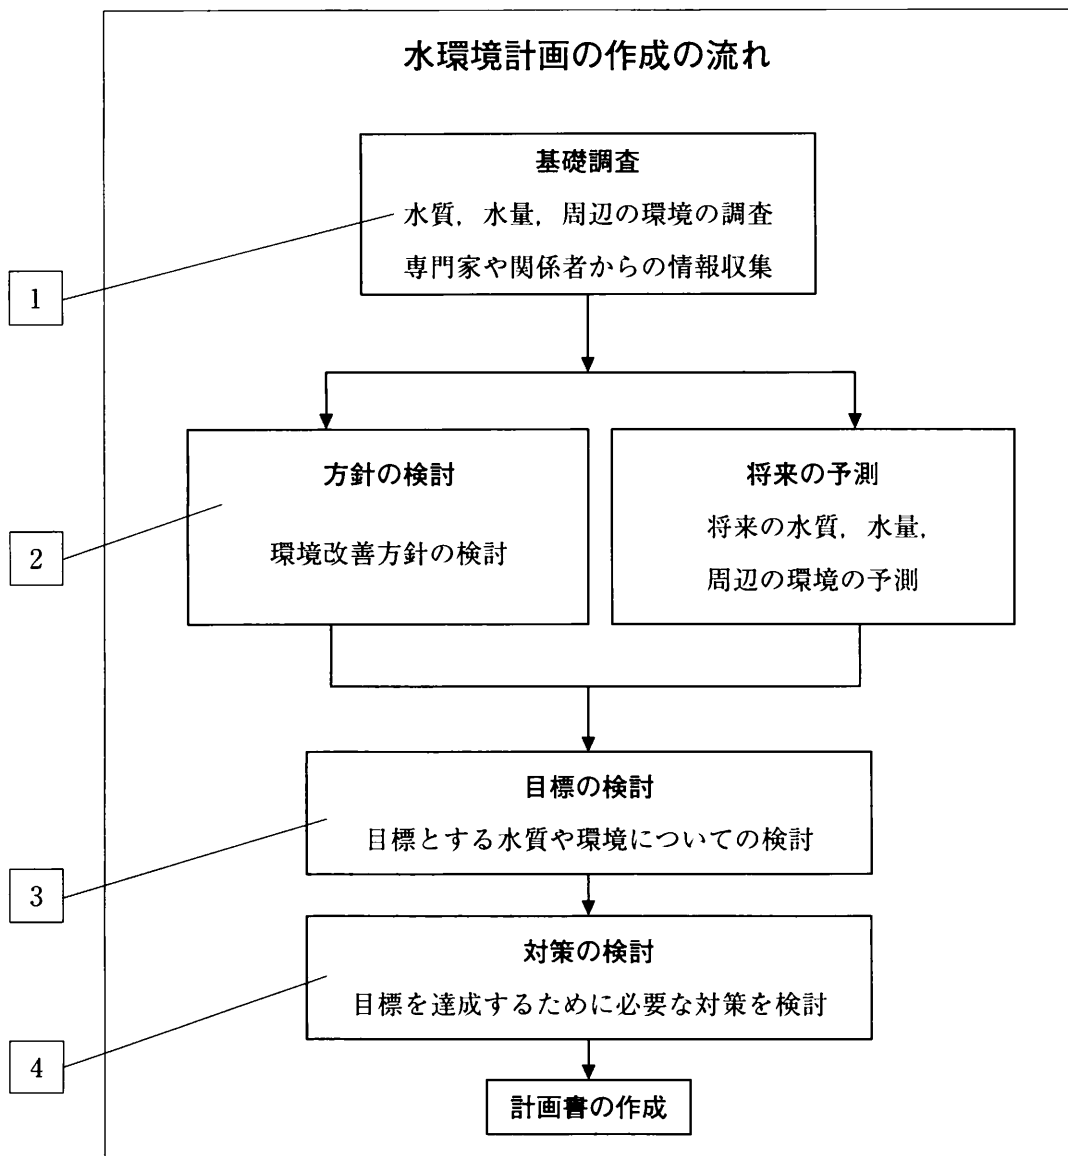 水環境計画の作成の流れ
基礎調査
水質，水量，周辺の環境の調査
専門家や関係者からの情報収集
1
方針の検討
環境改善方針の検討
2
将来の予測
将来の水質，水量，
周辺の環境の予測
目標の検討
目標とする水質や環境についての検討
3
対策の検討
目標を達成するために必要な対策を検討
4
計画書の作成